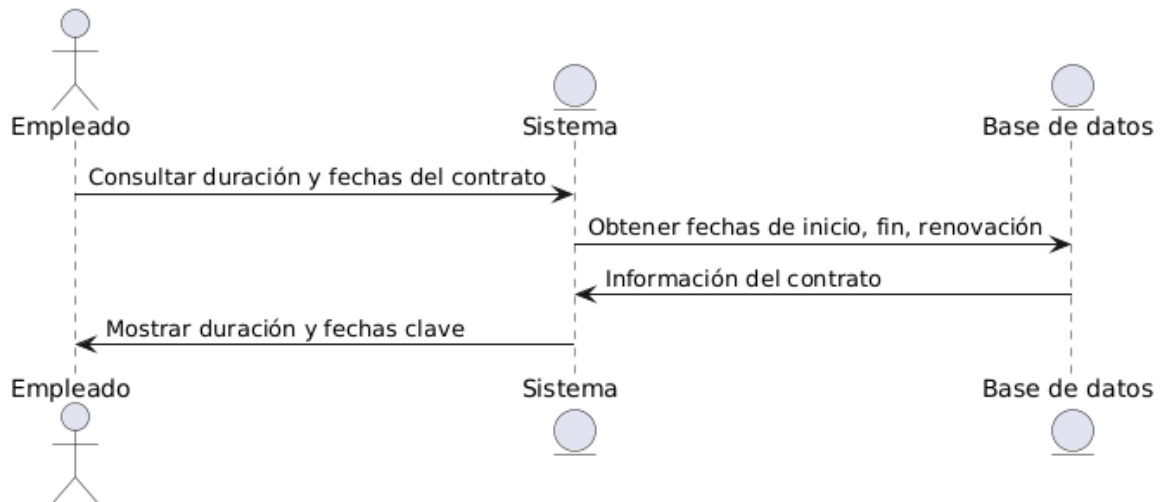 Empleado
Sistema
Base de datos
Consultar duración y fechas del contrato
Obtener fechas de inicio, fin, renovación
Información del contrato
Mostrar duración y fechas clave
Empleado
Sistema
Base de datos